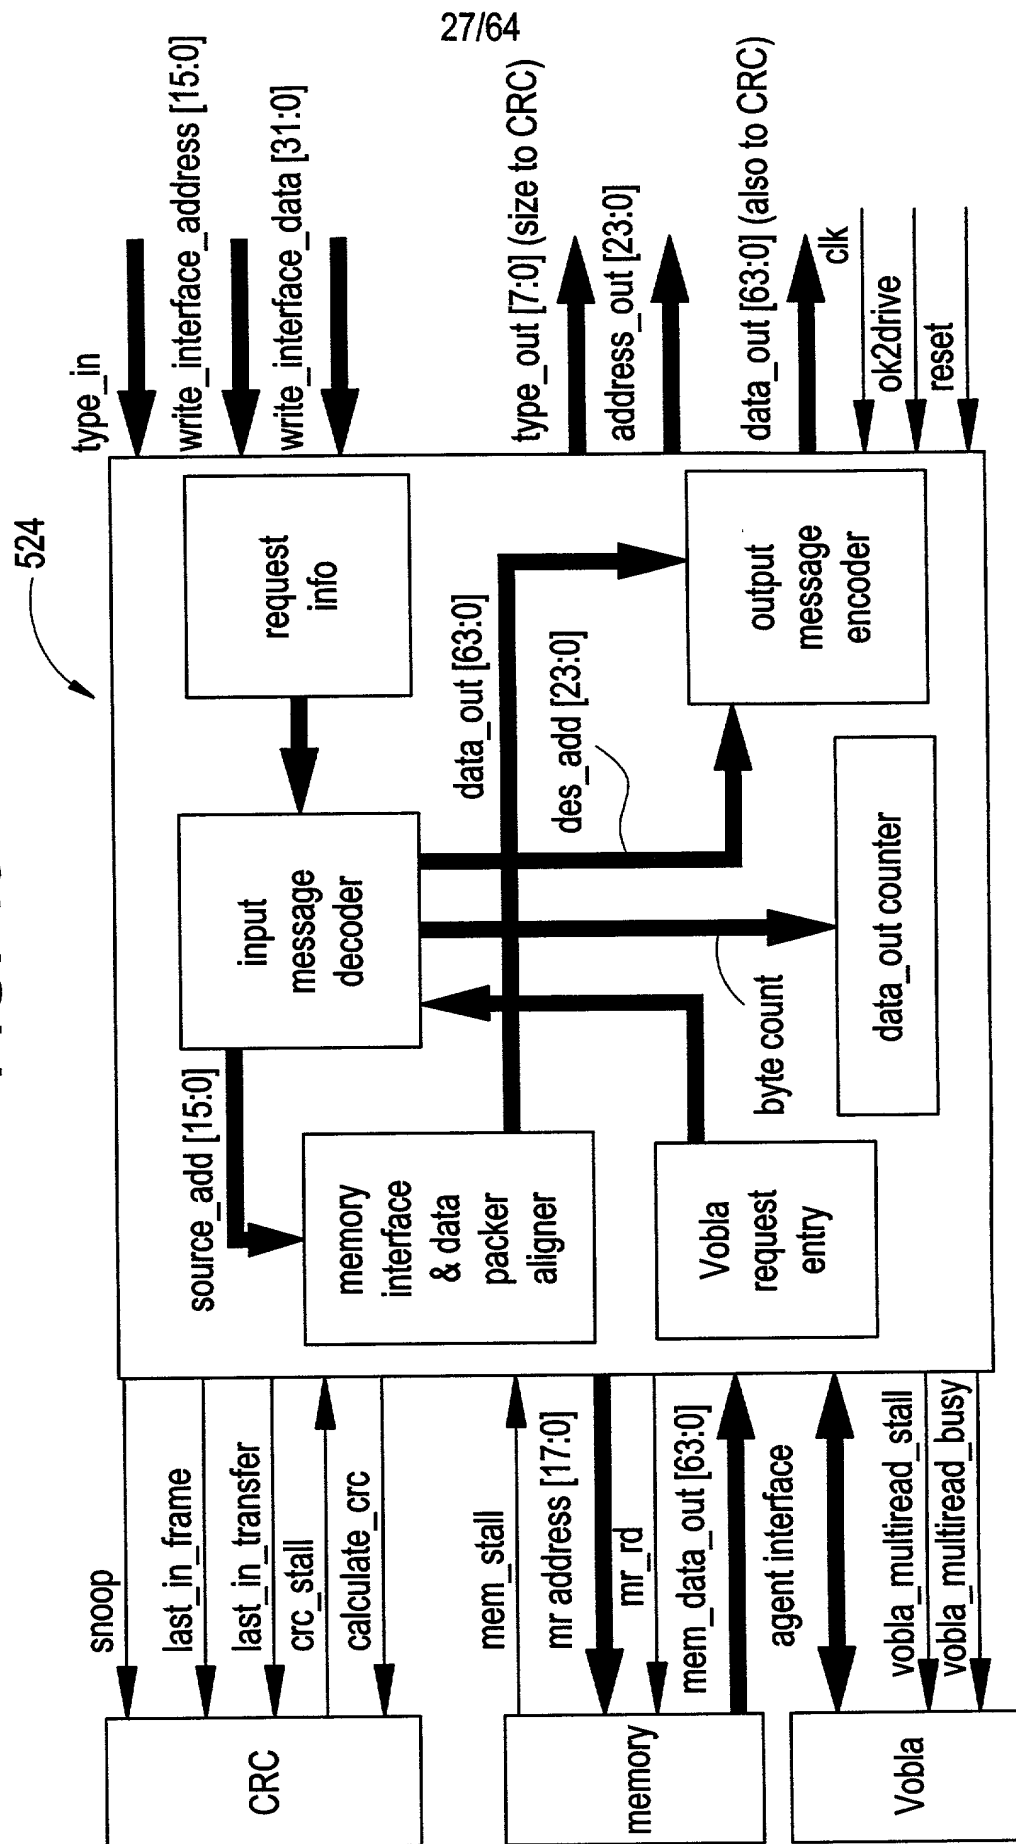 27/64
524
type_in
write_interface_address [15:0]
write_interface_data [31:0]
type_out [7:0] (size to CRC)
address_out [23:0]
data_out [63:0] (also to CRC)
clk
ok2drive
reset
request
info
input
message
decoder
output
message
encoder
data_out [63:0]
des_add [23:0]
byte count
data_out counter
source_add [15:0]
memory
interface
& data
packer
aligner
Vobla
request
entry
snoop
last_in_frame
last_in_transfer
crc_stall
calculate_crc
mem_stall
mr address [17:0]
mr_rd
mem_data_out [63:0]
agent interface
vobla_multiread_stall
vobla_multiread_busy
CRC
memory
Vobla